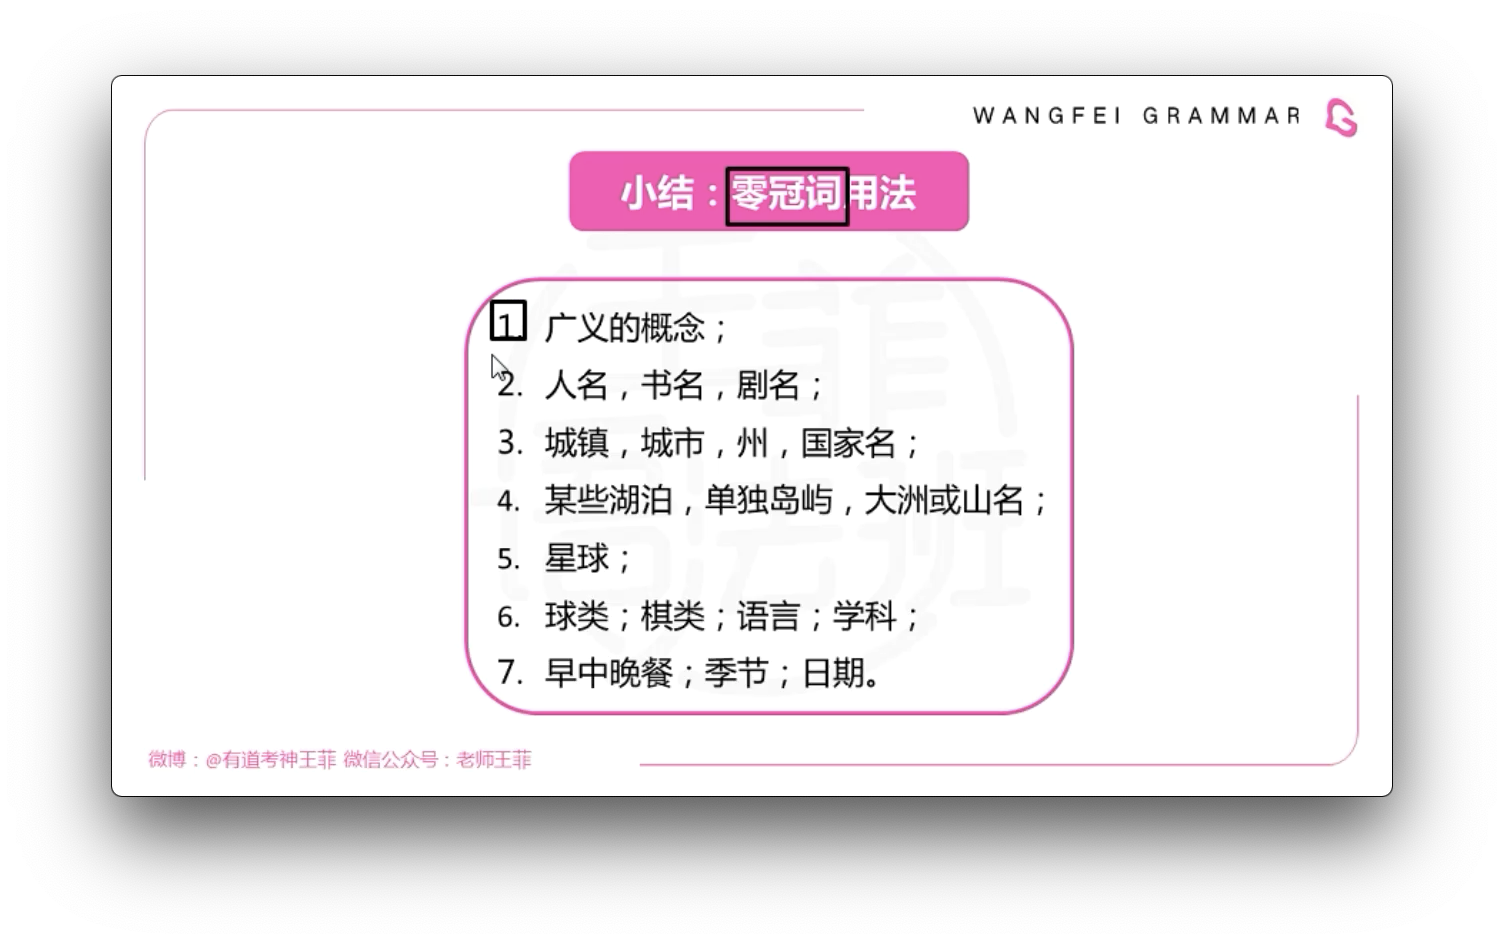 WANGFEI GRAMMAR
小结：零冠词用法
1. 广义的概念；
2. 人名，书名，剧名；
3. 城镇，城市，州，国家名；
4. 某些湖泊，单独岛屿，大洲或山名；
5. 星球；
6. 球类；棋类；语言；学科；
7. 早中晚餐；季节；日期。
微博：@有道考神王菲 微信公众号：老师王菲